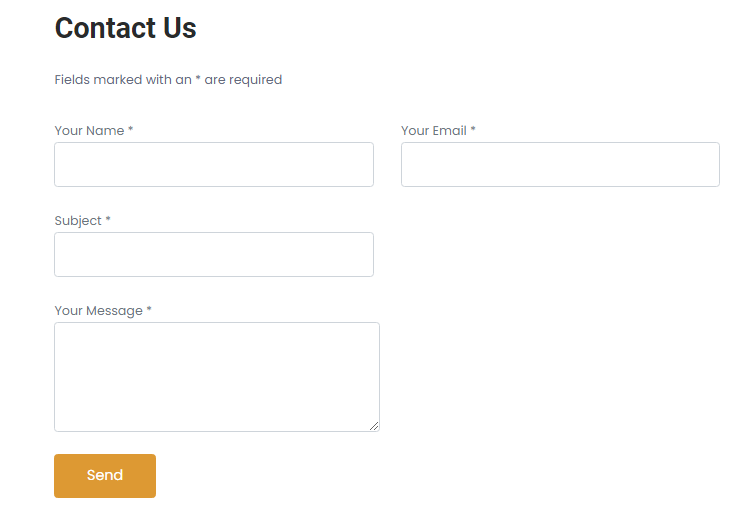 Contact Us
Fields marked with an * are required
Your Name *
Your Email *
Subject *
Your Message *
Send